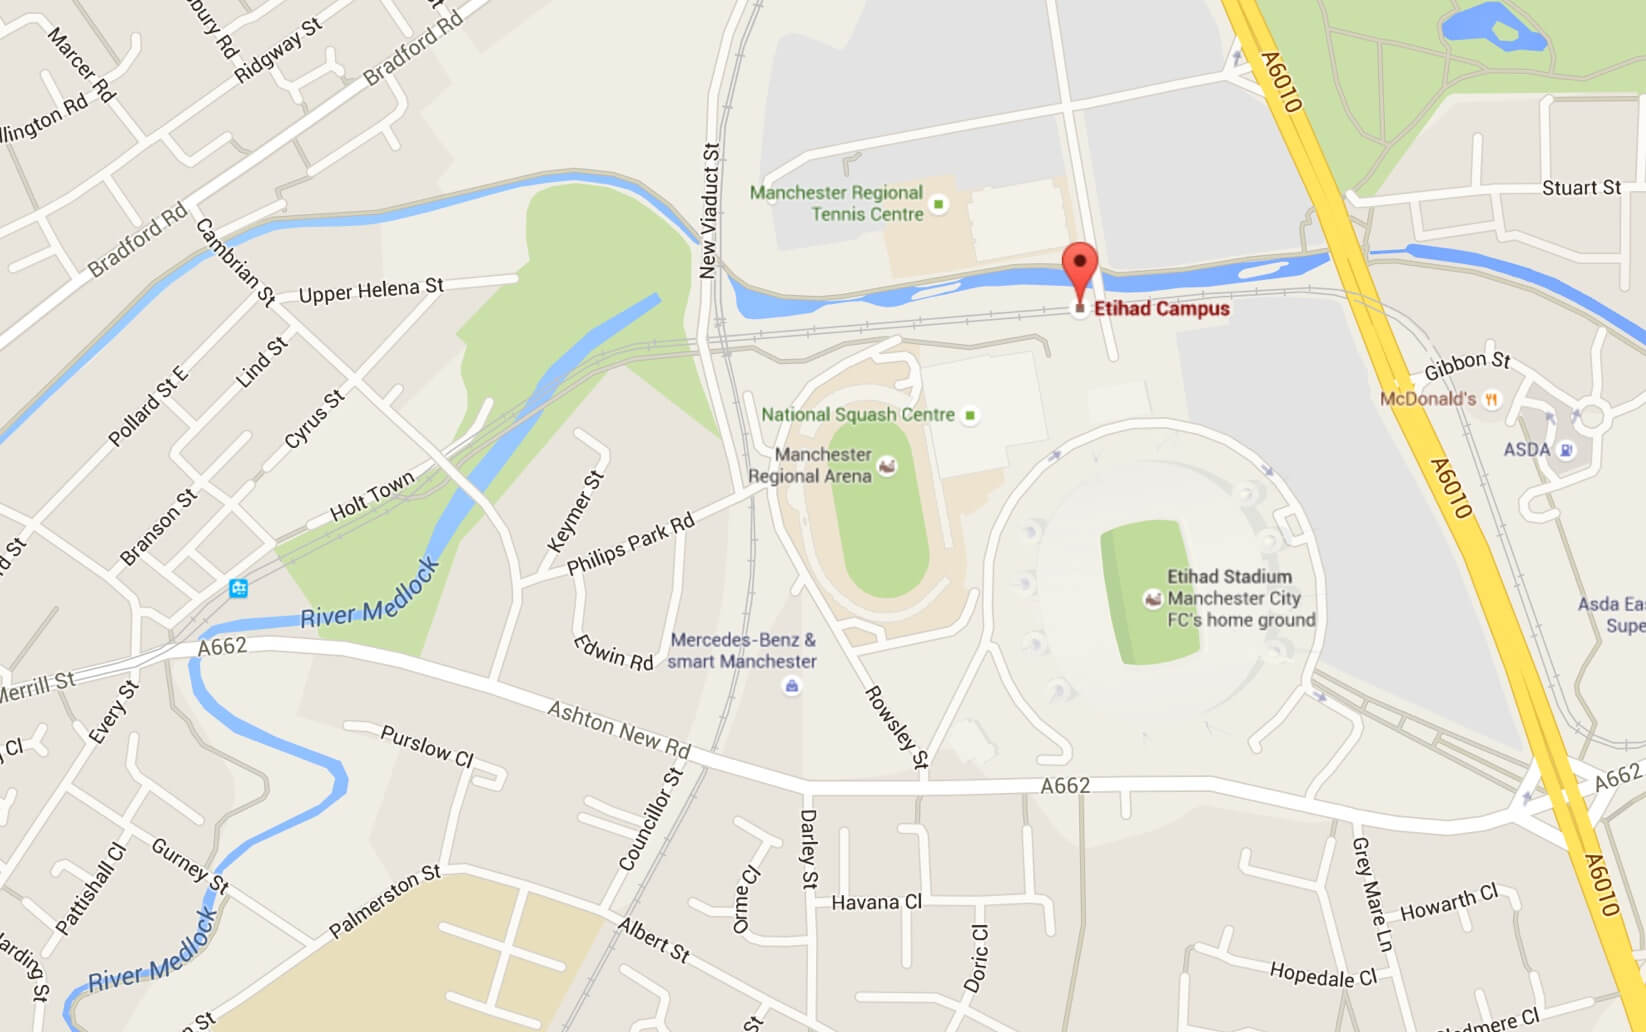 Marcer Rd
Ridgway St
Bradford Rd
A6010
New Viaduct St
Manchester Regional
Tennis Centre
Stuart St
Bradford Rd
Cambrian St
Upper Helena St
Etihad Campus
Lind St
Pollard St E
Gibbon St
McDonald's
Cyrus St
National Squash Centre
ASDA
Manchester
Regional Arena
Holt Town
A6010
Keymer St
Branson St
Philips Park Rd
River Medlock
Etihad Stadium
Manchester City
FC's home ground
A662
Edwin Rd
Mercedes-Benz &
smart Manchester
Merrill St
Every St
Rowsley St
Ashton New Rd
Purslow Cl
A662
A662
Councillor St
Darley St
Gurney St
Pattishall Cl
Palmerston St
Orme Cl
Havana Cl
Grey Mare Ln
Howarth Cl
A6010
River Medlock
Albert St
Doric Cl
Hopedale Cl